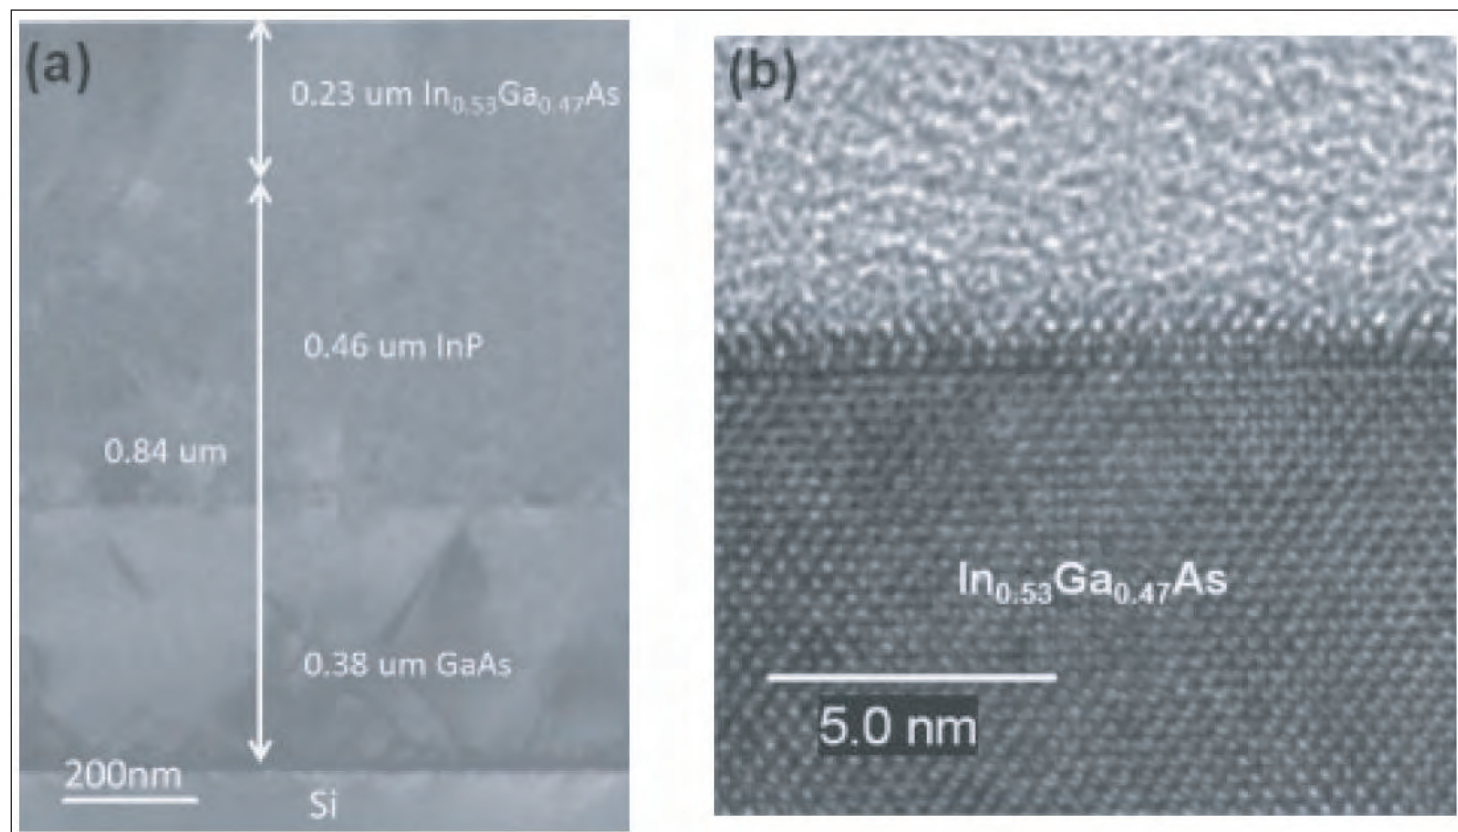 (a)
0.23 um In₀.₅₃Ga₀.₄₇As
0.46 um InP
0.84 um
0.38 um GaAs
200nm
Si
(b)
In₀.₅₃Ga₀.₄₇As
5.0 nm